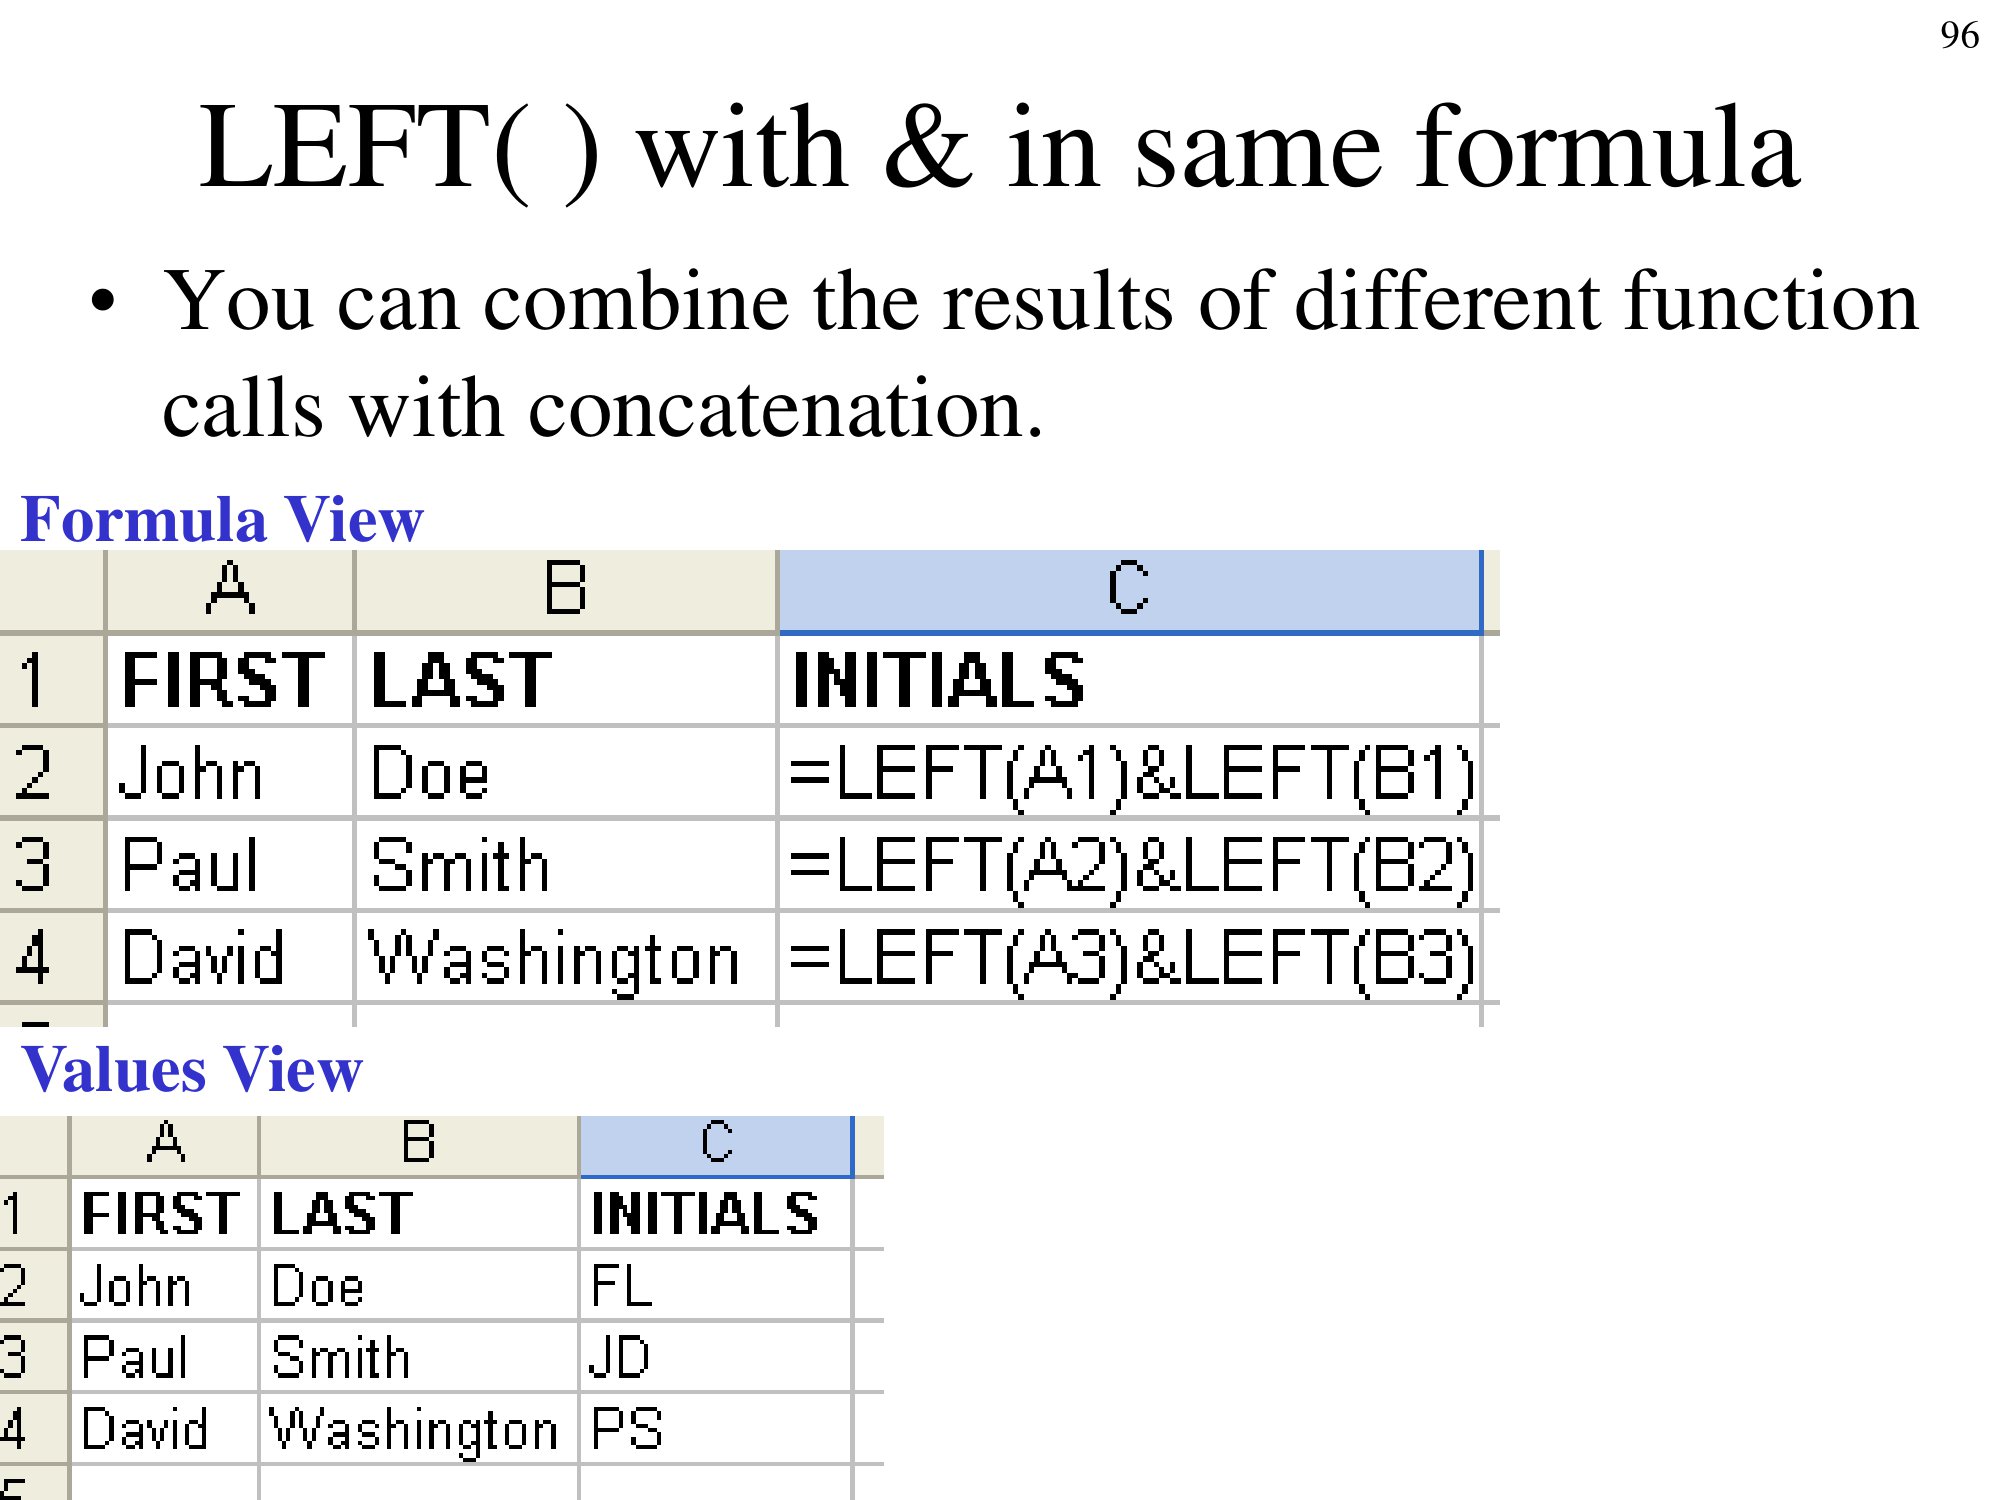 96
LEFT( ) with & in same formula
• You can combine the results of different function
calls with concatenation.
Formula View
A B C
1 FIRST LAST INITIALS
2 John Doe =LEFT(A1)&LEFT(B1)
3 Paul Smith =LEFT(A2)&LEFT(B2)
4 David Washington =LEFT(A3)&LEFT(B3)
Values View
A B C
1 FIRST LAST INITIALS
2 John Doe FL
3 Paul Smith JD
4 David Washington PS